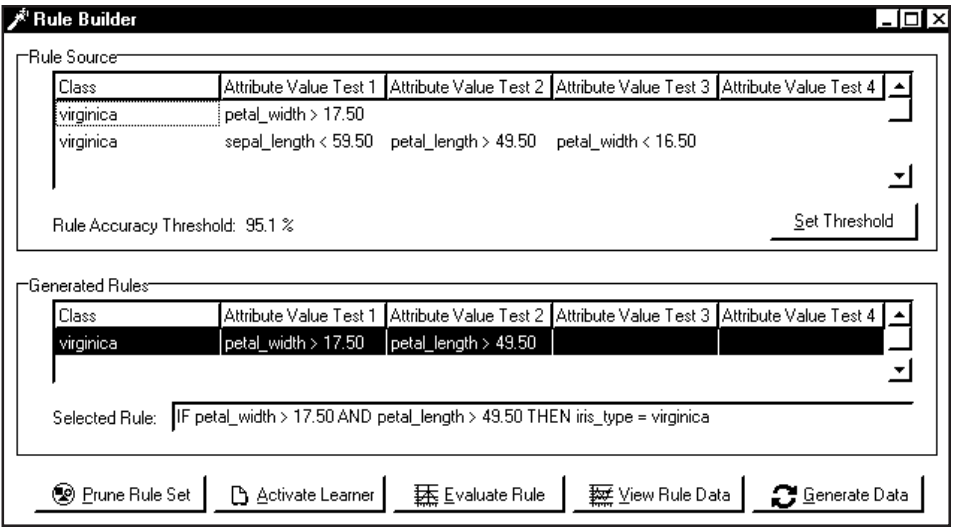 Rule Builder
Rule Source
Class Attribute Value Test 1 Attribute Value Test 2 Attribute Value Test 3 Attribute Value Test 4
virginica petal_width > 17.50
virginica sepal_length < 59.50 petal_length > 49.50 petal_width < 16.50
Rule Accuracy Threshold: 95.1 %
Set Threshold
Generated Rules
Class Attribute Value Test 1 Attribute Value Test 2 Attribute Value Test 3 Attribute Value Test 4
virginica petal_width > 17.50 petal_length > 49.50
Selected Rule: IF petal_width > 17.50 AND petal_length > 49.50 THEN iris_type = virginica
Prune Rule Set Activate Learner Evaluate Rule View Rule Data Generate Data